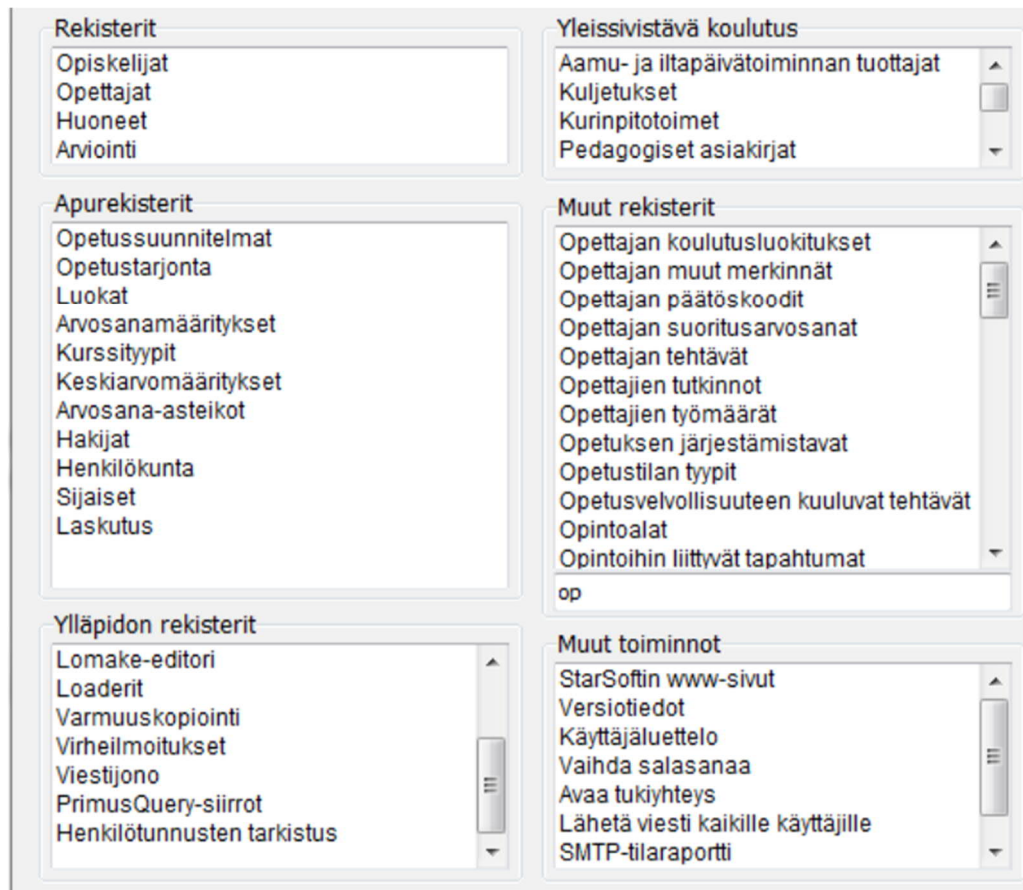 Rekisterit
Opiskelijat
Opettajat
Huoneet
Arviointi
Apurekisterit
Opetussuunnitelmat
Opetustarjonta
Luokat
Arvosanamääritykset
Kurssityypit
Keskiarvomääritykset
Arvosana-asteikot
Hakijat
Henkilökunta
Sijaiset
Laskutus
Ylläpidon rekisterit
Lomake-editori
Loaderit
Varmuuskopiointi
Virheilmoitukset
Viestijono
PrimusQuery-siirrot
Henkilötunnusten tarkistus
Yleissivistävä koulutus
Aamu- ja iltapäivätoiminnan tuottajat
Kuljetukset
Kurinpitotoimet
Pedagogiset asiakirjat
Muut rekisterit
Opettajan koulutusluokitukset
Opettajan muut merkinnät
Opettajan päätöskoodit
Opettajan suoritusarvosanat
Opettajan tehtävät
Opettajien tutkinnot
Opettajien työmäärät
Opetuksen järjestämistavat
Opetustilan tyypit
Opetusvelvollisuuteen kuuluvat tehtävät
Opintoalat
Opintoihin liittyvät tapahtumat
op
Muut toiminnot
StarSoftin www-sivut
Versiotiedot
Käyttäjäluettelo
Vaihda salasanaa
Avaa tukiyhteys
Lähetä viesti kaikille käyttäjille
SMTP-tilaraportti